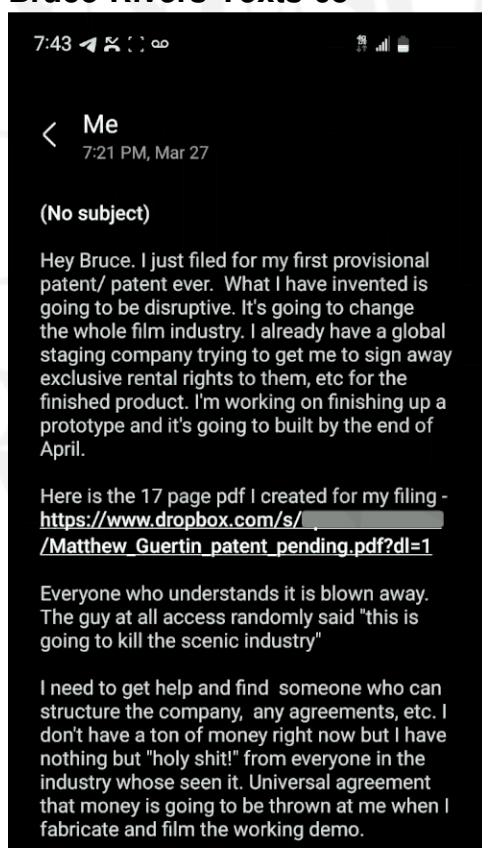 7:43
Me
7:21 PM, Mar 27
(No subject)
Hey Bruce. I just filed for my first provisional
patent/ patent ever.  What I have invented is
going to be disruptive. It's going to change
the whole film industry. I already have a global
staging company trying to get me to sign away
exclusive rental rights to them, etc for the
finished product. I'm working on finishing up a
prototype and it's going to built by the end of
April.
Here is the 17 page pdf I created for my filing -
https://www.dropbox.com/s/
/Matthew_Guertin_patent_pending.pdf?dl=1
Everyone who understands it is blown away.
The guy at all access randomly said "this is
going to kill the scenic industry"
I need to get help and find  someone who can
structure the company,  any agreements, etc. I
don't have a ton of money right now but I have
nothing but "holy shit!" from everyone in the
industry whose seen it. Universal agreement
that money is going to be thrown at me when I
fabricate and film the working demo.